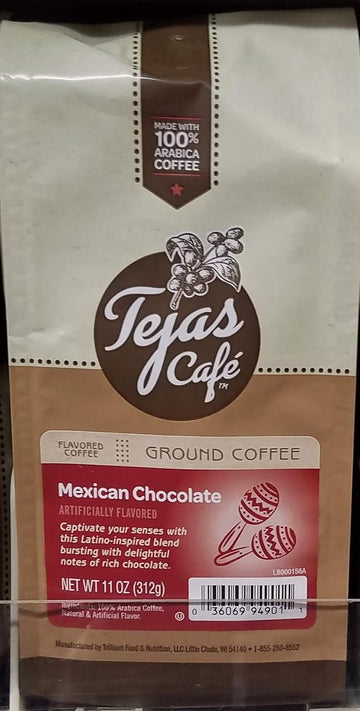 MADE WITH
100%
ARABICA
COFFEE
Tejas
Café™
FLAVORED
COFFEE
GROUND COFFEE
Mexican Chocolate
ARTIFICIALLY FLAVORED
Captivate your senses with
this Latino-inspired blend
bursting with delightful
notes of rich chocolate.
LB000156A
NET WT 11 OZ (312g)
Ingredients: 100% Arabica Coffee,
Natural & Artificial Flavor.
0 36069 94901 1
Manufactured by Trilliant Food & Nutrition, LLC Little Chute, WI 54140 • 1-855-250-8552